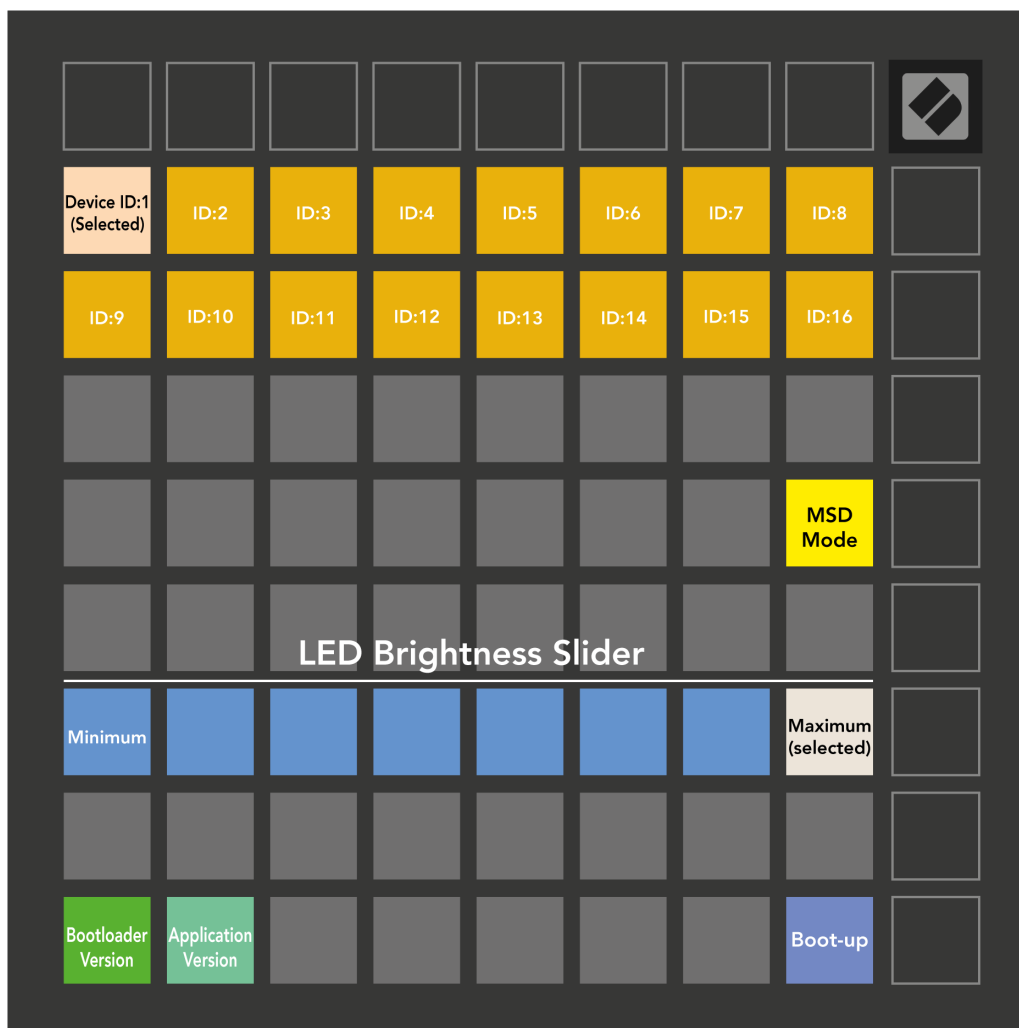 Device ID:1
(Selected)
ID:2
ID:3
ID:4
ID:5
ID:6
ID:7
ID:8
ID:9
ID:10
ID:11
ID:12
ID:13
ID:14
ID:15
ID:16
MSD
Mode
LED Brightness Slider
Minimum
Maximum
(selected)
Bootloader
Version
Application
Version
Boot-up